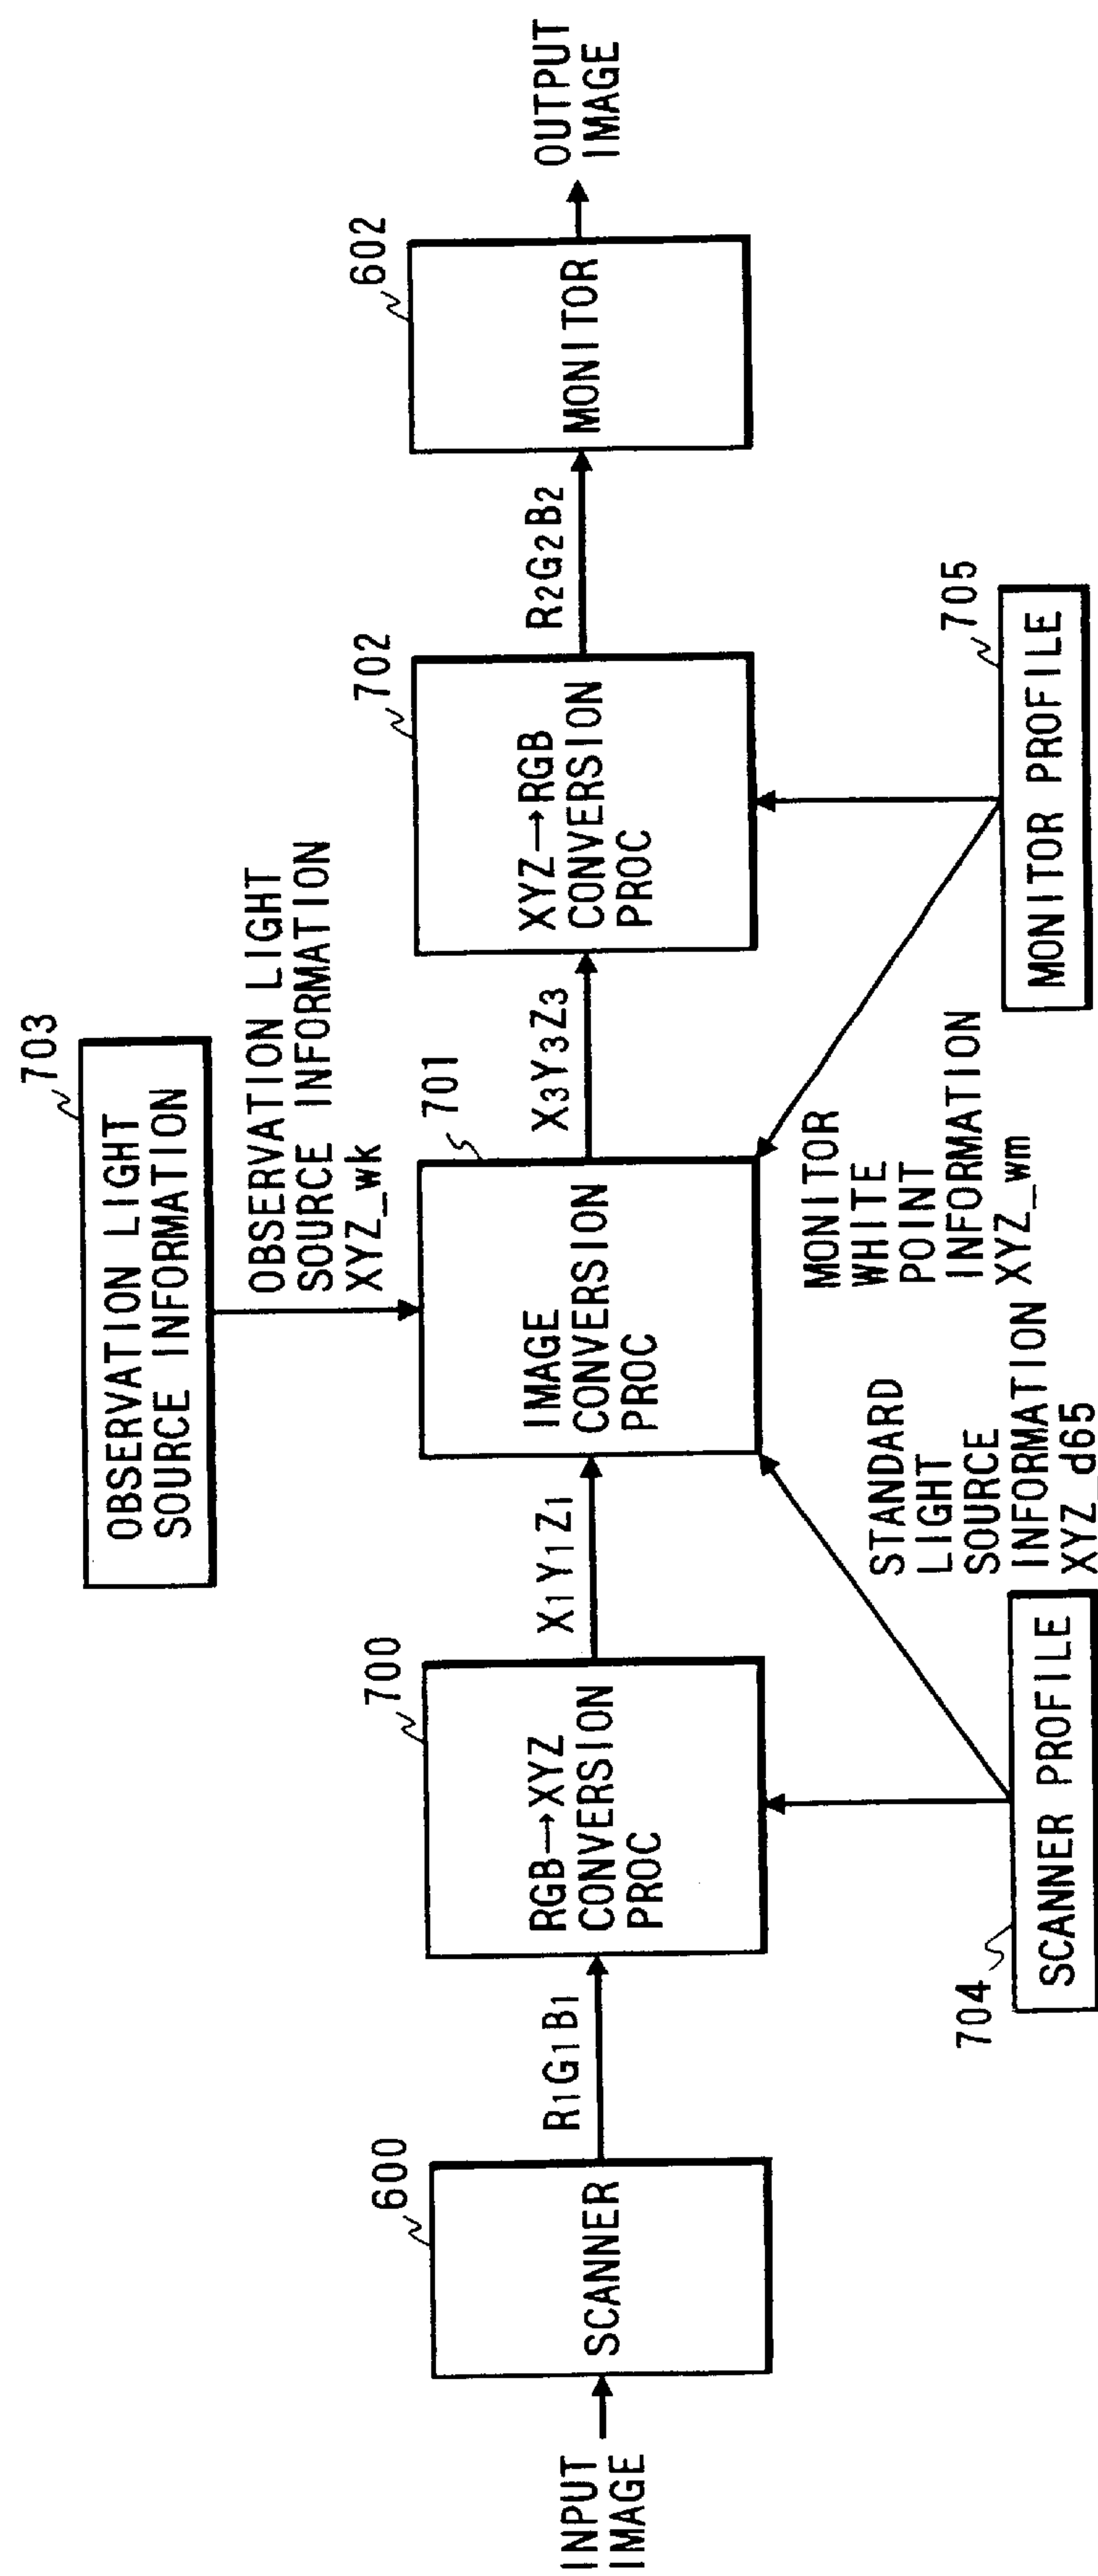 703
OBSERVATION LIGHT
SOURCE INFORMATION
OBSERVATION LIGHT
SOURCE INFORMATION
XYZ_wk
INPUT
IMAGE
600
SCANNER
R1G1B1
700
RGB→XYZ
CONVERSION
PROC
X1Y1Z1
701
IMAGE
CONVERSION
PROC
X3Y3Z3
702
XYZ→RGB
CONVERSION
PROC
R2G2B2
602
MONITOR
OUTPUT
IMAGE
704
SCANNER PROFILE
STANDARD
LIGHT
SOURCE
INFORMATION
XYZ_d65
MONITOR
WHITE
POINT
INFORMATION
XYZ_wm
705
MONITOR PROFILE